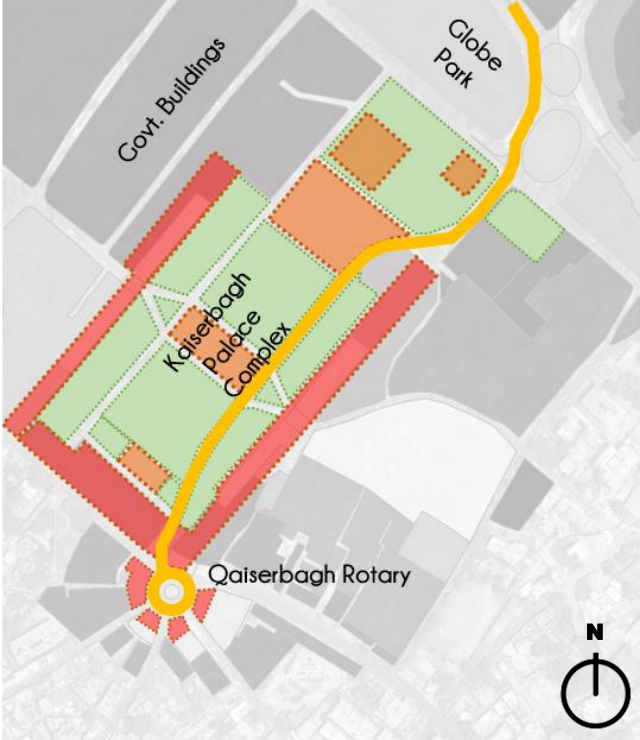 Globe
Park
Govt. Buildings
Kaiserbagh
Palace
Complex
Qaiserbagh Rotary
N